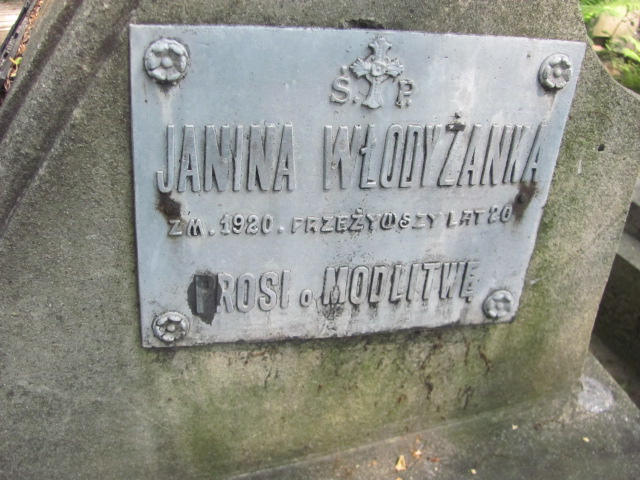 Ś. P.
JANINA WŁODYŻANKA
ZM. 1920. PRZEŻYWSZY LAT 20
PROSI o MODLITWĘ